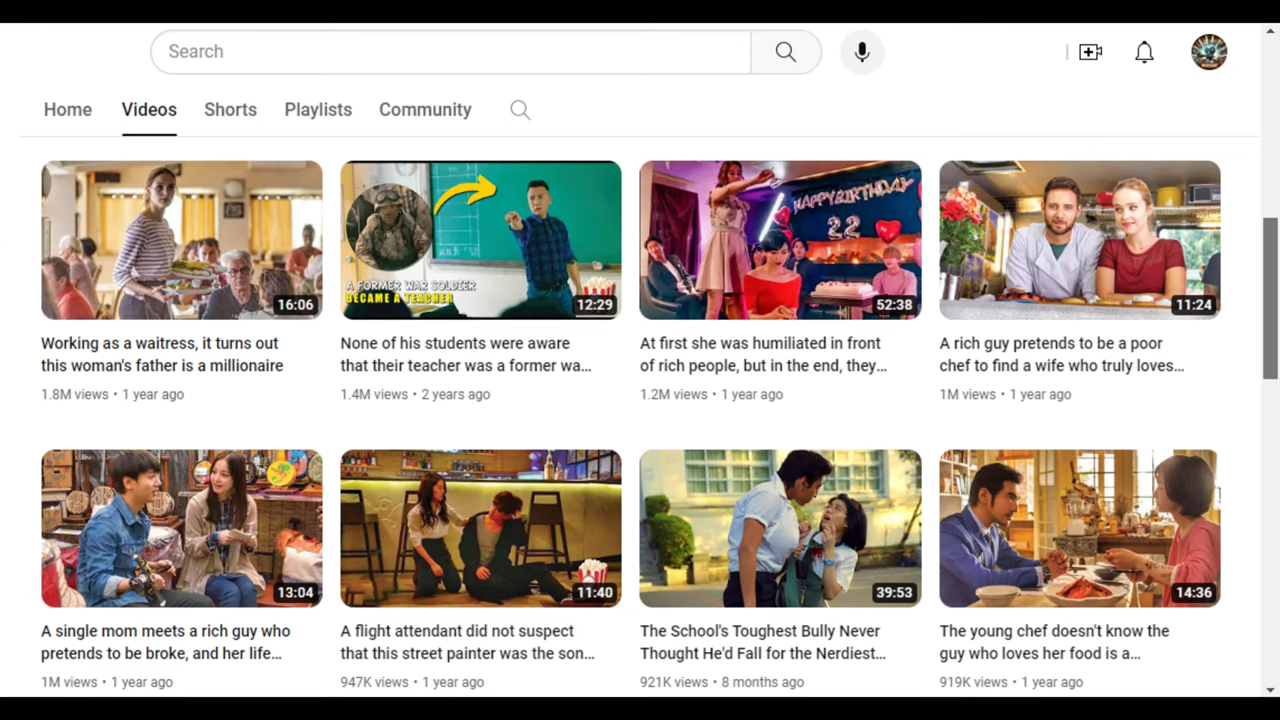 Search
Home Videos Shorts Playlists Community
HAPPY BIRTHDAY
22
A FORMER WAR SOLDIER
BECAME A TEACHER
16:06
12:29
52:38
11:24
Working as a waitress, it turns out
this woman's father is a millionaire
1.8M views • 1 year ago
None of his students were aware
that their teacher was a former wa...
1.4M views • 2 years ago
At first she was humiliated in front
of rich people, but in the end, they...
1.2M views • 1 year ago
A rich guy pretends to be a poor
chef to find a wife who truly loves...
1M views • 1 year ago
13:04
11:40
39:53
14:36
A single mom meets a rich guy who
pretends to be broke, and her life...
1M views • 1 year ago
A flight attendant did not suspect
that this street painter was the son...
947K views • 1 year ago
The School's Toughest Bully Never
Thought He'd Fall for the Nerdiest...
921K views • 8 months ago
The young chef doesn't know the
guy who loves her food is a...
919K views • 1 year ago